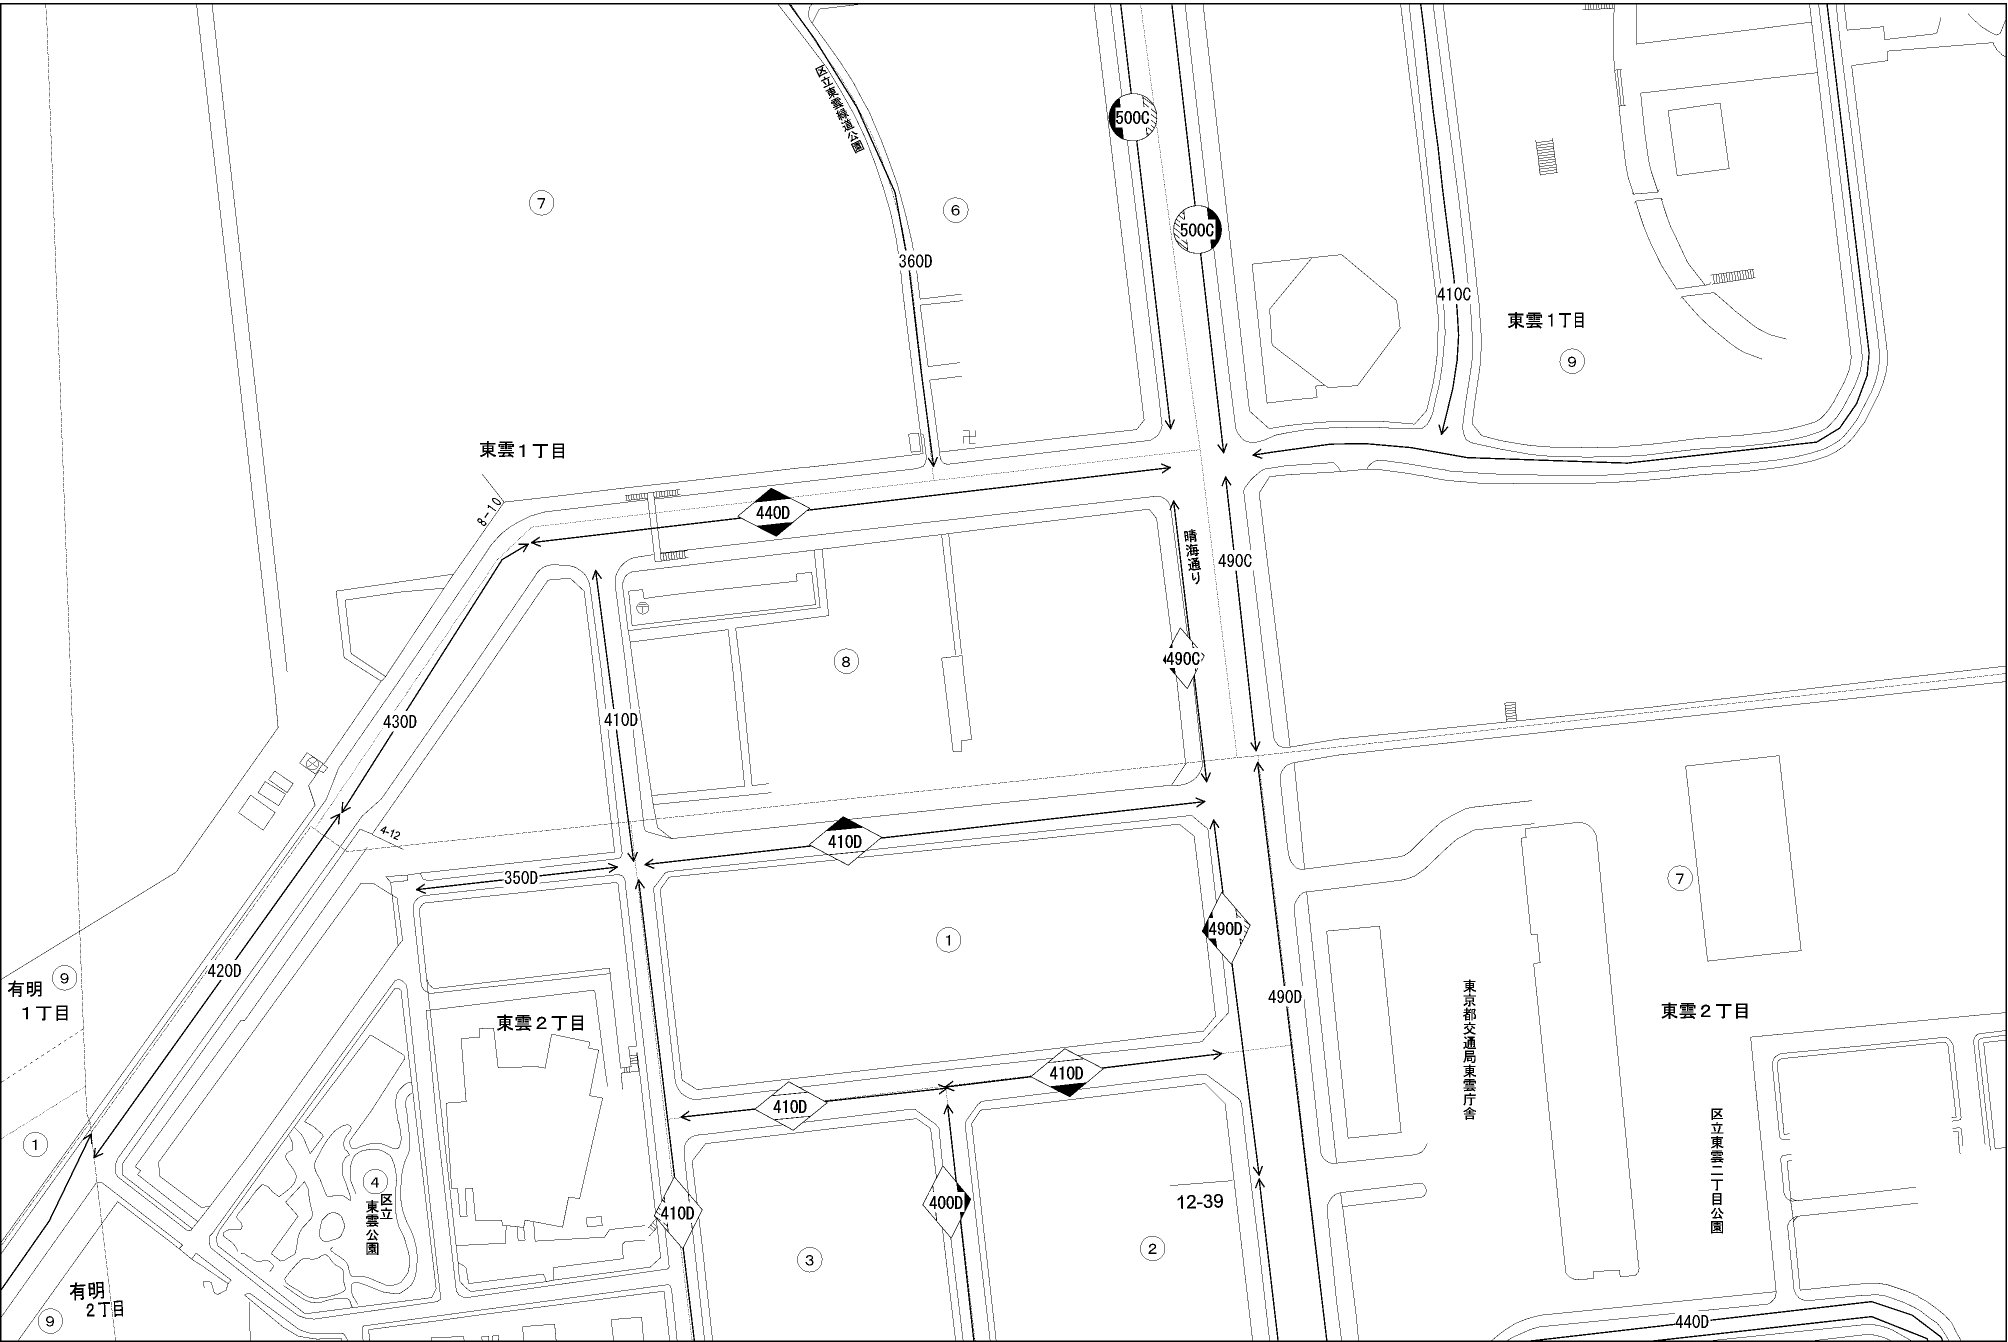 区立東雲緑道公園
500C
⑦
⑥
500C
360D
410C
東雲1丁目
⑨
東雲1丁目
8-10
440D
晴海通り
490C
⑧
490C
430D
410D
4-12
410D
350D
⑦
490D
①
420D
⑨
有明
1丁目
490D
東雲2丁目
東京都交通局東雲庁舎
東雲2丁目
410D
410D
区立東雲二丁目公園
①
④
区立
東雲公園
410D
400D
12-39
②
③
有明
2丁目
⑨
440D